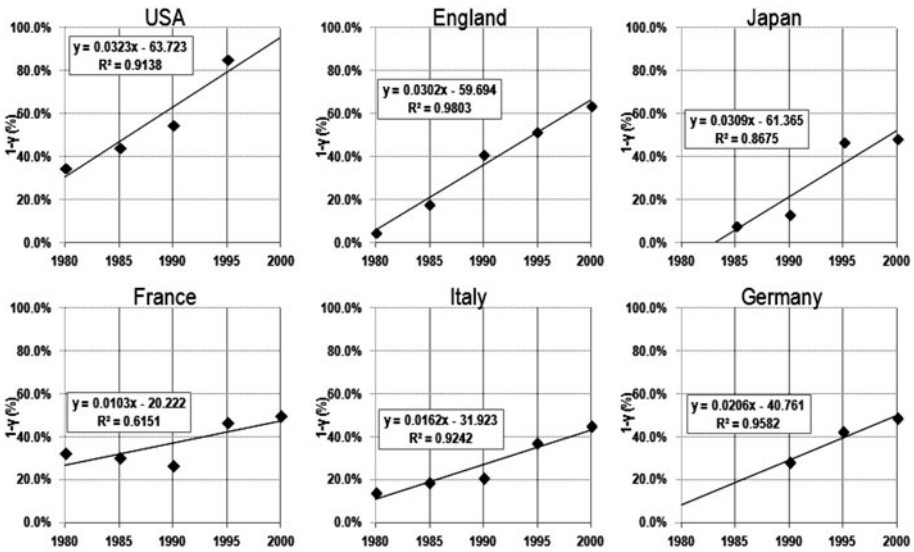 USA
1-γ (%)
100.0%
80.0%
60.0%
40.0%
20.0%
0.0%
y = 0.0323x - 63.723
R² = 0.9138
1980 1985 1990 1995 2000
England
1-γ (%)
100.0%
80.0%
60.0%
40.0%
20.0%
0.0%
y = 0.0302x - 59.694
R² = 0.9803
1980 1985 1990 1995 2000
Japan
1-γ (%)
100.0%
80.0%
60.0%
40.0%
20.0%
0.0%
y = 0.0309x - 61.365
R² = 0.8675
1980 1985 1990 1995 2000
France
1-γ (%)
100.0%
80.0%
60.0%
40.0%
20.0%
0.0%
y = 0.0103x - 20.222
R² = 0.6151
1980 1985 1990 1995 2000
Italy
1-γ (%)
100.0%
80.0%
60.0%
40.0%
20.0%
0.0%
y = 0.0162x - 31.923
R² = 0.9242
1980 1985 1990 1995 2000
Germany
1-γ (%)
100.0%
80.0%
60.0%
40.0%
20.0%
0.0%
y = 0.0206x - 40.761
R² = 0.9582
1980 1985 1990 1995 2000